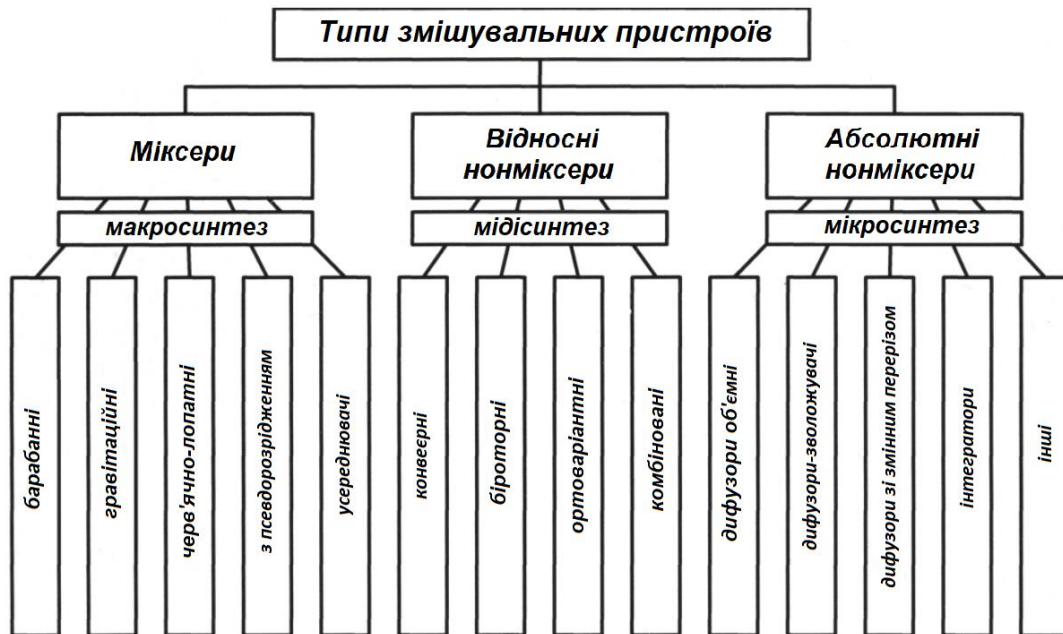 Типи змішувальних пристроїв
Міксери
Відносні
нонміксери
Абсолютні
нонміксери
макросинтез
мідісинтез
мікросинтез
барабанні
гравітаційні
черв'ячно-лопатні
з псевдорозрідженням
усереднювачі
конвеєрні
біроторні
ортоваріантні
комбіновані
дифузори об'ємні
дифузори-зволожувачі
дифузори зі змінним перерізом
інтегратори
інші